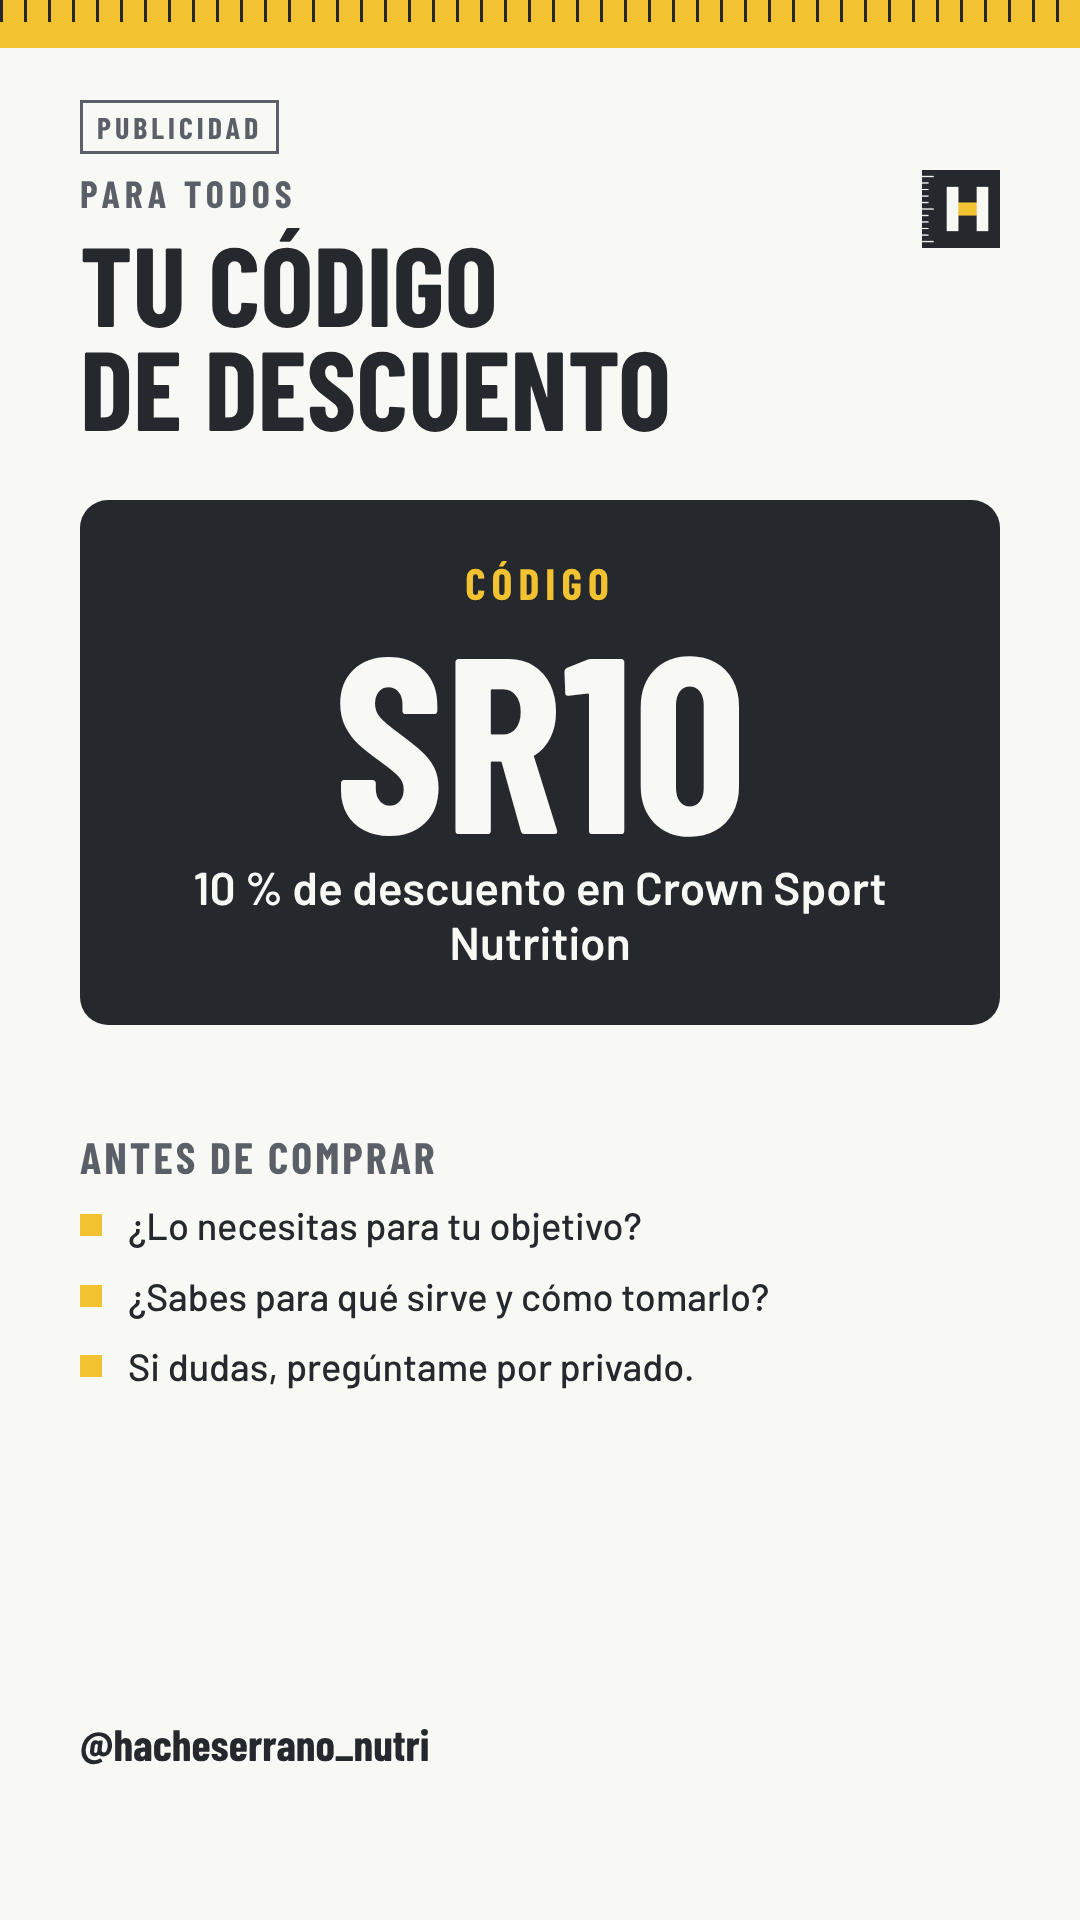 PUBLICIDAD
PARA TODOS
H
TU CÓDIGO
DE DESCUENTO
CÓDIGO
SR10
10 % de descuento en Crown Sport
Nutrition
ANTES DE COMPRAR
¿Lo necesitas para tu objetivo?
¿Sabes para qué sirve y cómo tomarlo?
Si dudas, pregúntame por privado.
@hacheserrano_nutri